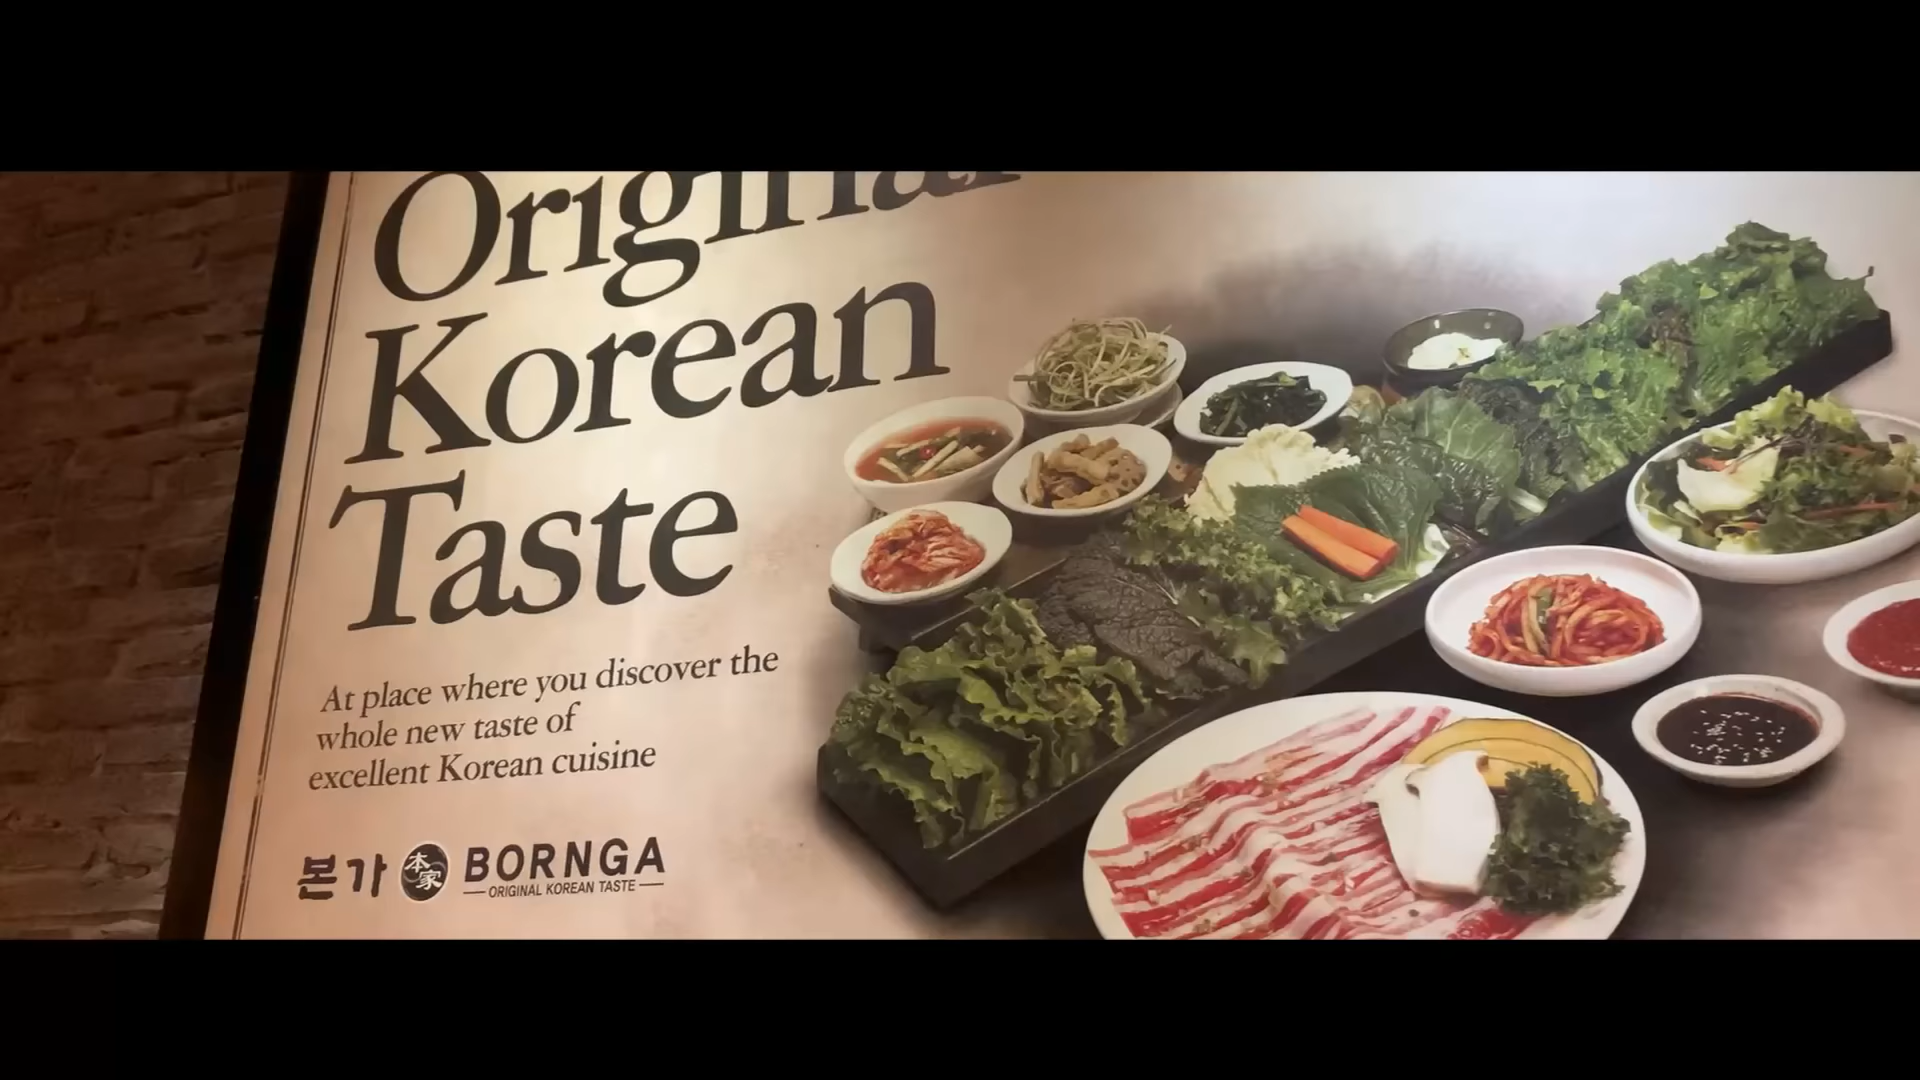 Original
Korean
Taste
At place where you discover the
whole new taste of
excellent Korean cuisine
본가 本家 BORNGA
ORIGINAL KOREAN TASTE